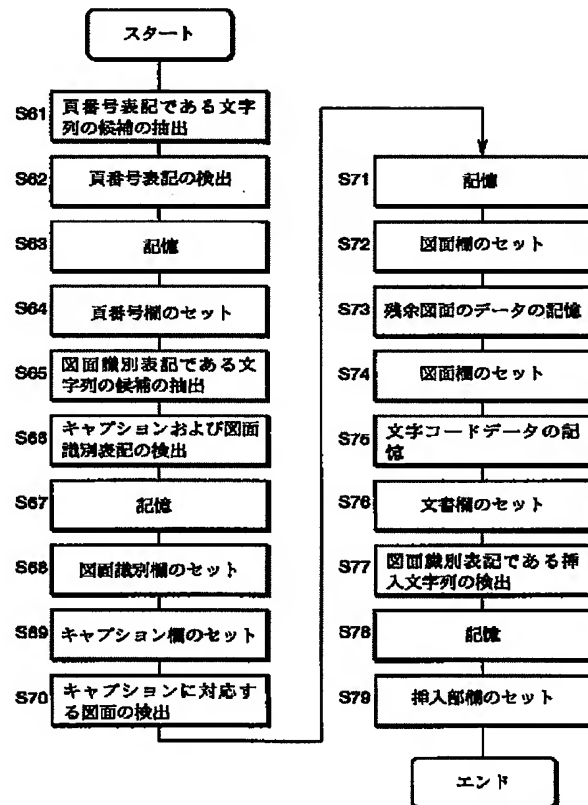 スタート
S61 頁番号表記である文字
列の候補の抽出
S62 頁番号表記の検出
S63 記憶
S64 頁番号欄のセット
S65 図面識別表記である文
字列の候補の抽出
S66 キャプションおよび図面
識別表記の検出
S67 記憶
S68 図面識別欄のセット
S69 キャプション欄のセット
S70 キャプションに対応す
る図面の検出
S71 記憶
S72 図面欄のセット
S73 残余図面のデータの記憶
S74 図面欄のセット
S75 文字コードデータの記
憶
S76 文書欄のセット
S77 図面識別表記である挿
入文字列の検出
S78 記憶
S79 挿入部欄のセット
エンド